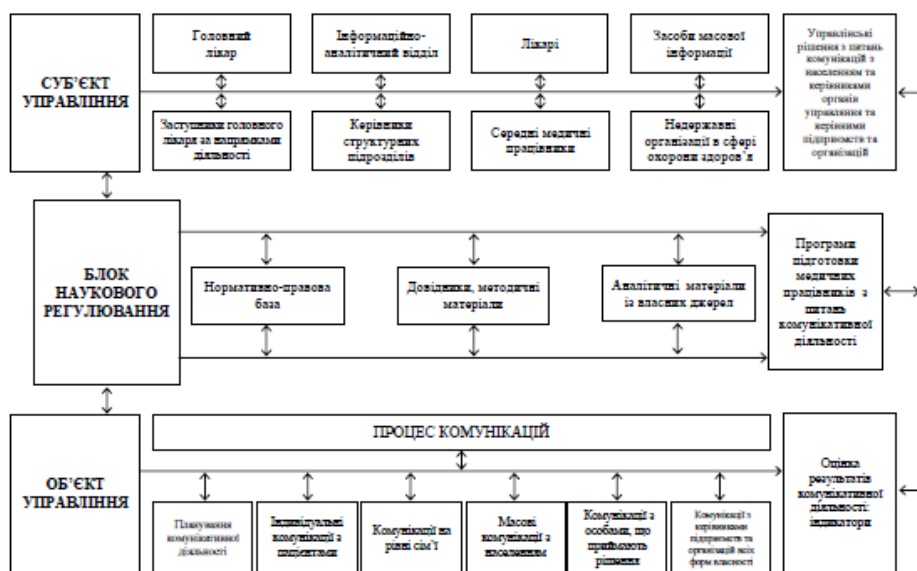 Головний
лікар
Інформаційно-
аналітичний відділ
Лікарі
Засоби масової
інформації
СУБ’ЄКТ
УПРАВЛІННЯ
Заступники головного
лікаря за напрямками
діяльності
Керівники
структурних
підрозділів
Середні медичні
працівники
Недержавні
організації в сфері
охорони здоров’я
Управлінські
рішення з питань
комунікацій з
населенням та
керівниками
органів
управляння та
керівними
підприємств та
організацій
БЛОК
НАУКОВОГО
РЕГУЛЮВАННЯ
Нормативно-правова
база
Довідники, методичні
матеріали
Аналітичні матеріали
із власних джерел
Програми
підготовки
медичних
працівників з
питань
комунікативної
діяльності
ОБ’ЄКТ
УПРАВЛІННЯ
ПРОЦЕС КОМУНІКАЦІЙ
Планування
комунікативної
діяльності
Індивідуальні
комунікації з
пацієнтами
Комунікації на
рівні сім’ї
Масові
комунікації з
населенням
Комунікації з
особами, що
приймають
рішення
Комунікації з
керівниками
підприємств та
організацій всіх
форм власності
Оцінка
результатів
комунікативної
діяльності:
індикатори